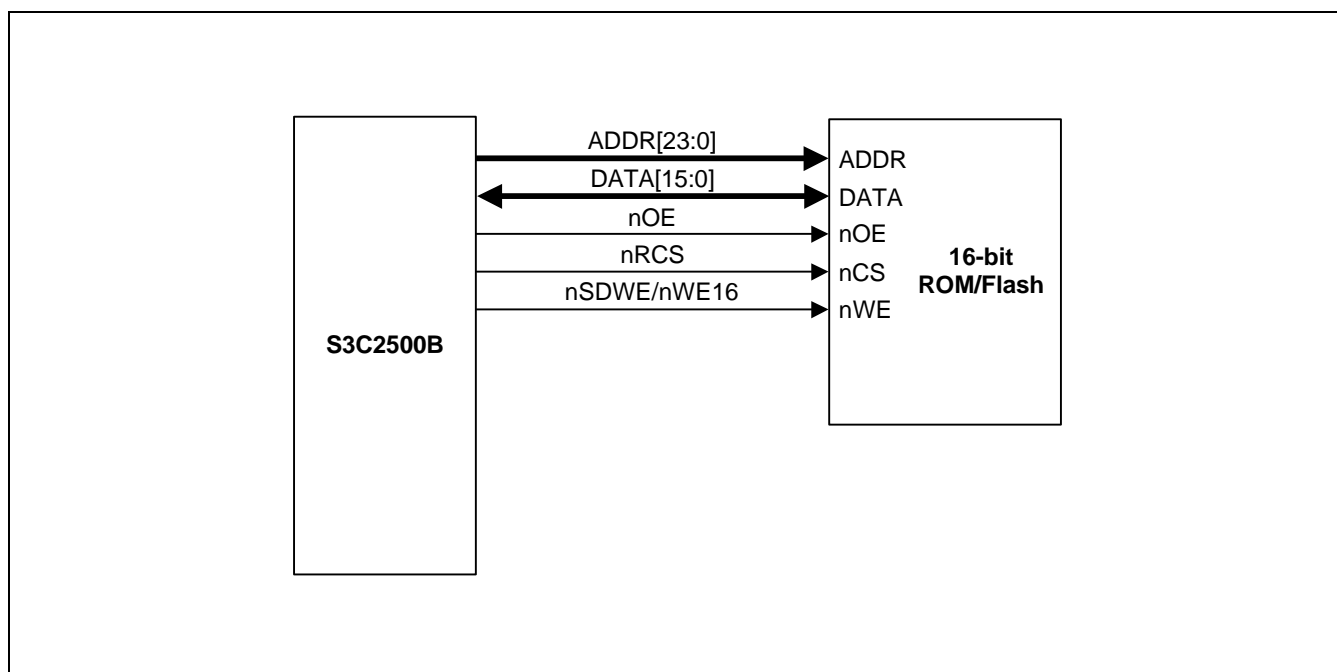 S3C2500B
ADDR[23:0]
DATA[15:0]
nOE
nRCS
nSDWE/nWE16
ADDR
DATA
nOE
nCS
nWE
16-bit
ROM/Flash